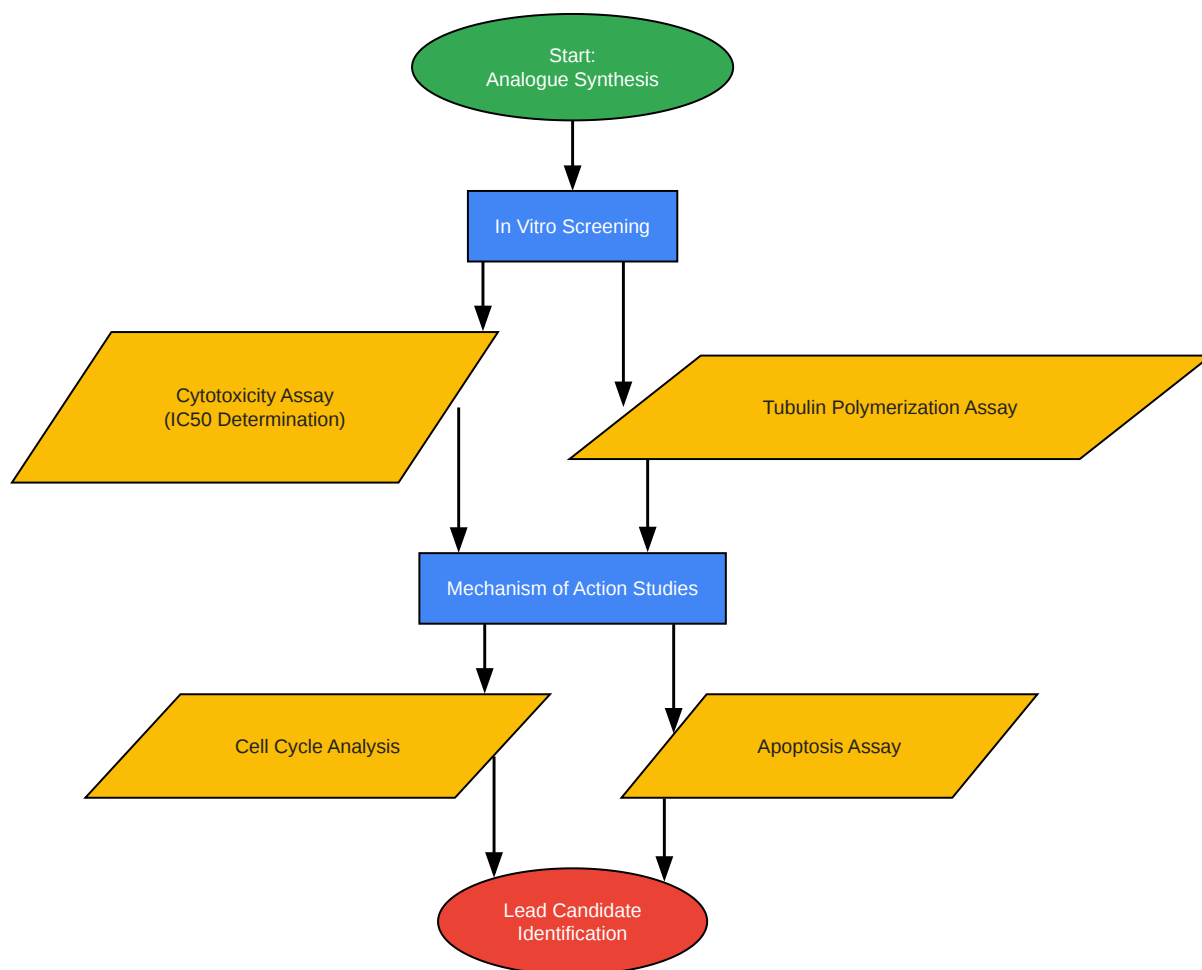 Start:
Analogue Synthesis
In Vitro Screening
Cytotoxicity Assay
(IC50 Determination)
Tubulin Polymerization Assay
Mechanism of Action Studies
Cell Cycle Analysis
Apoptosis Assay
Lead Candidate
Identification